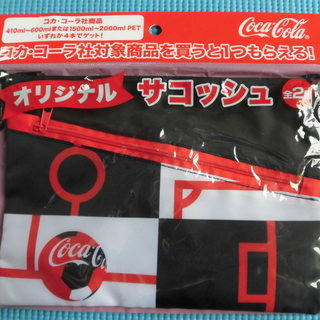 コカ・コーラ社商品
410ml～600mlまたは1500ml～2000ml PET
いずれか4本でゲット!
Coca-Cola
コカ・コーラ社対象商品を買うと1つもらえる!
オリジナル サコッシュ 全2
Coca-Cola